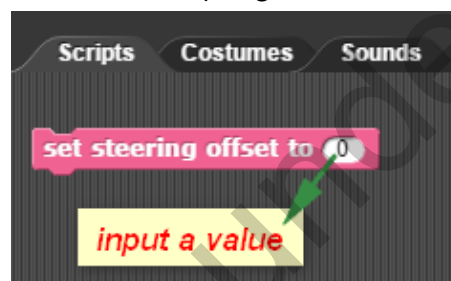 Scripts Costumes Sounds
set steering offset to 0
input a value